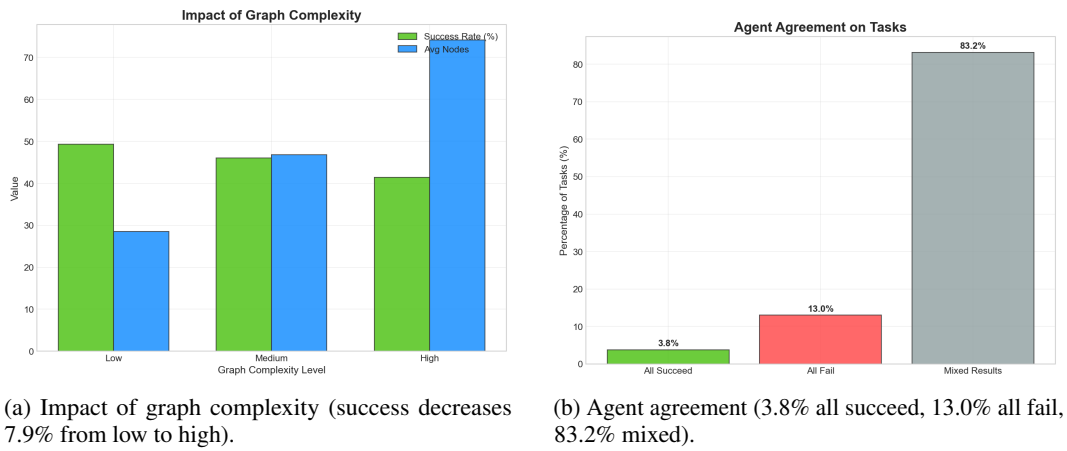 Impact of Graph Complexity
Success Rate (%)
Avg Nodes
70
60
50
40
30
20
10
0
Value
Low
Medium
High
Graph Complexity Level
(a) Impact of graph complexity (success decreases
7.9% from low to high).
Agent Agreement on Tasks
83.2%
13.0%
3.8%
80
70
60
50
40
30
20
10
0
Percentage of Tasks (%)
All Succeed
All Fail
Mixed Results
(b) Agent agreement (3.8% all succeed, 13.0% all fail,
83.2% mixed).